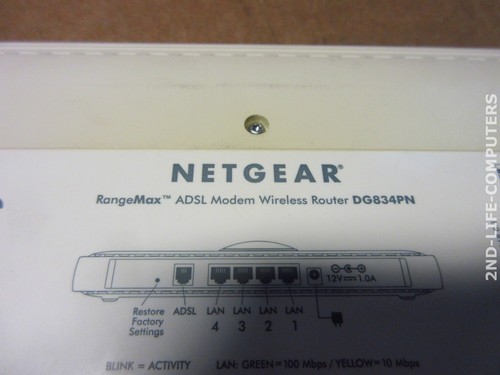 NETGEAR®
RangeMax™ ADSL Modem Wireless Router DG834PN
12V 1.0A
Restore Factory Settings
ADSL
LAN 4
LAN 3
LAN 2
LAN 1
BLINK = ACTIVITY LAN: GREEN = 100 Mbps / YELLOW = 10 Mbps
2ND-LIFE-COMPUTERS